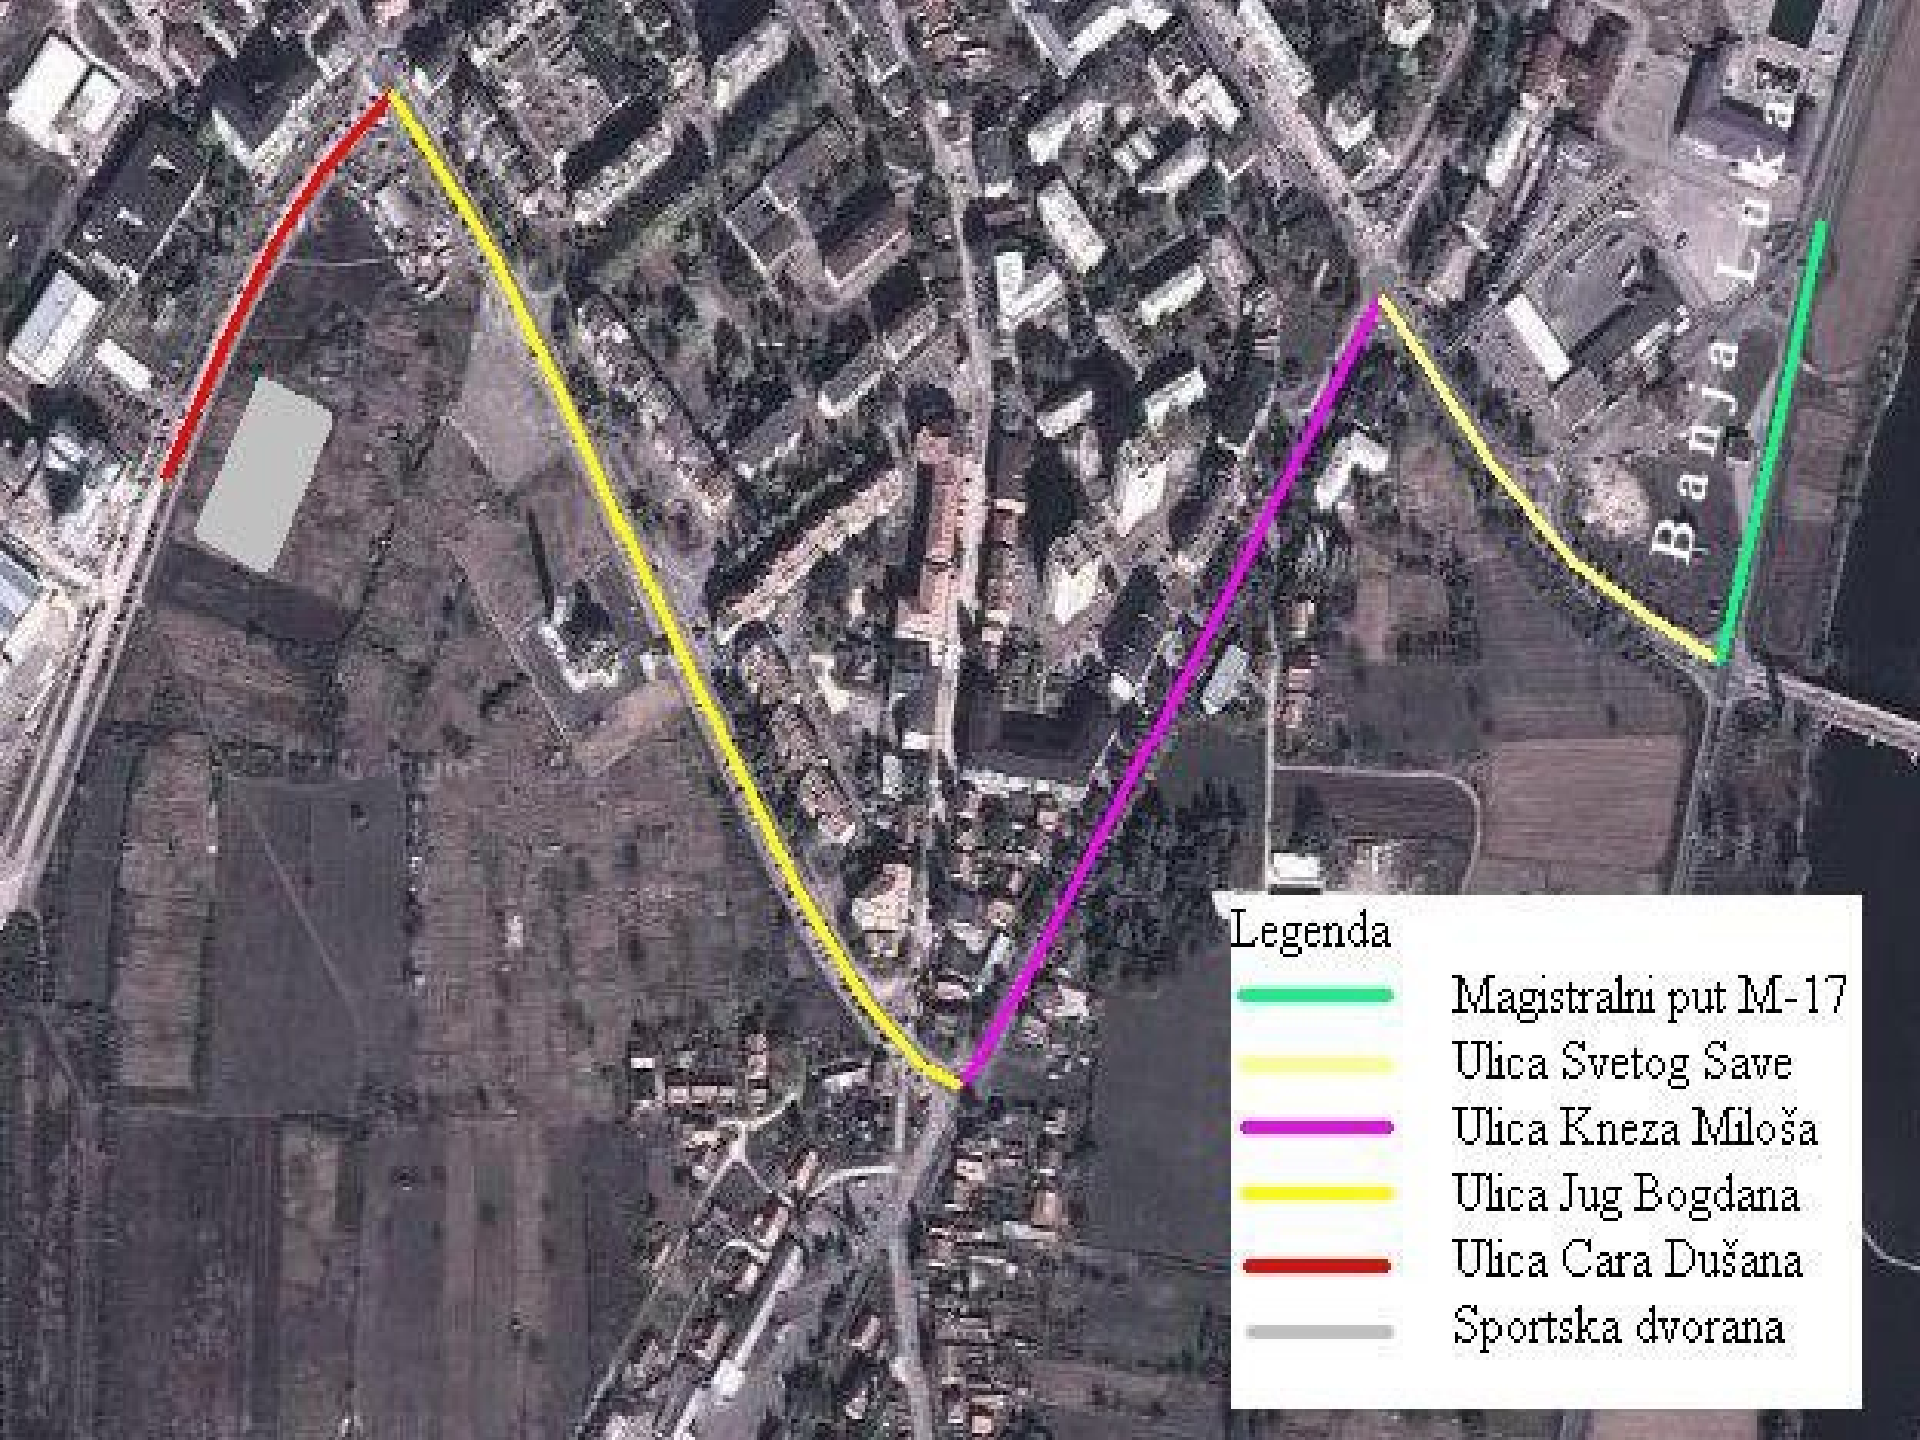 Banja Luka
Legenda
Magistralni put M-17
Ulica Svetog Save
Ulica Kneza Miloša
Ulica Jug Bogdana
Ulica Cara Dušana
Sportska dvorana